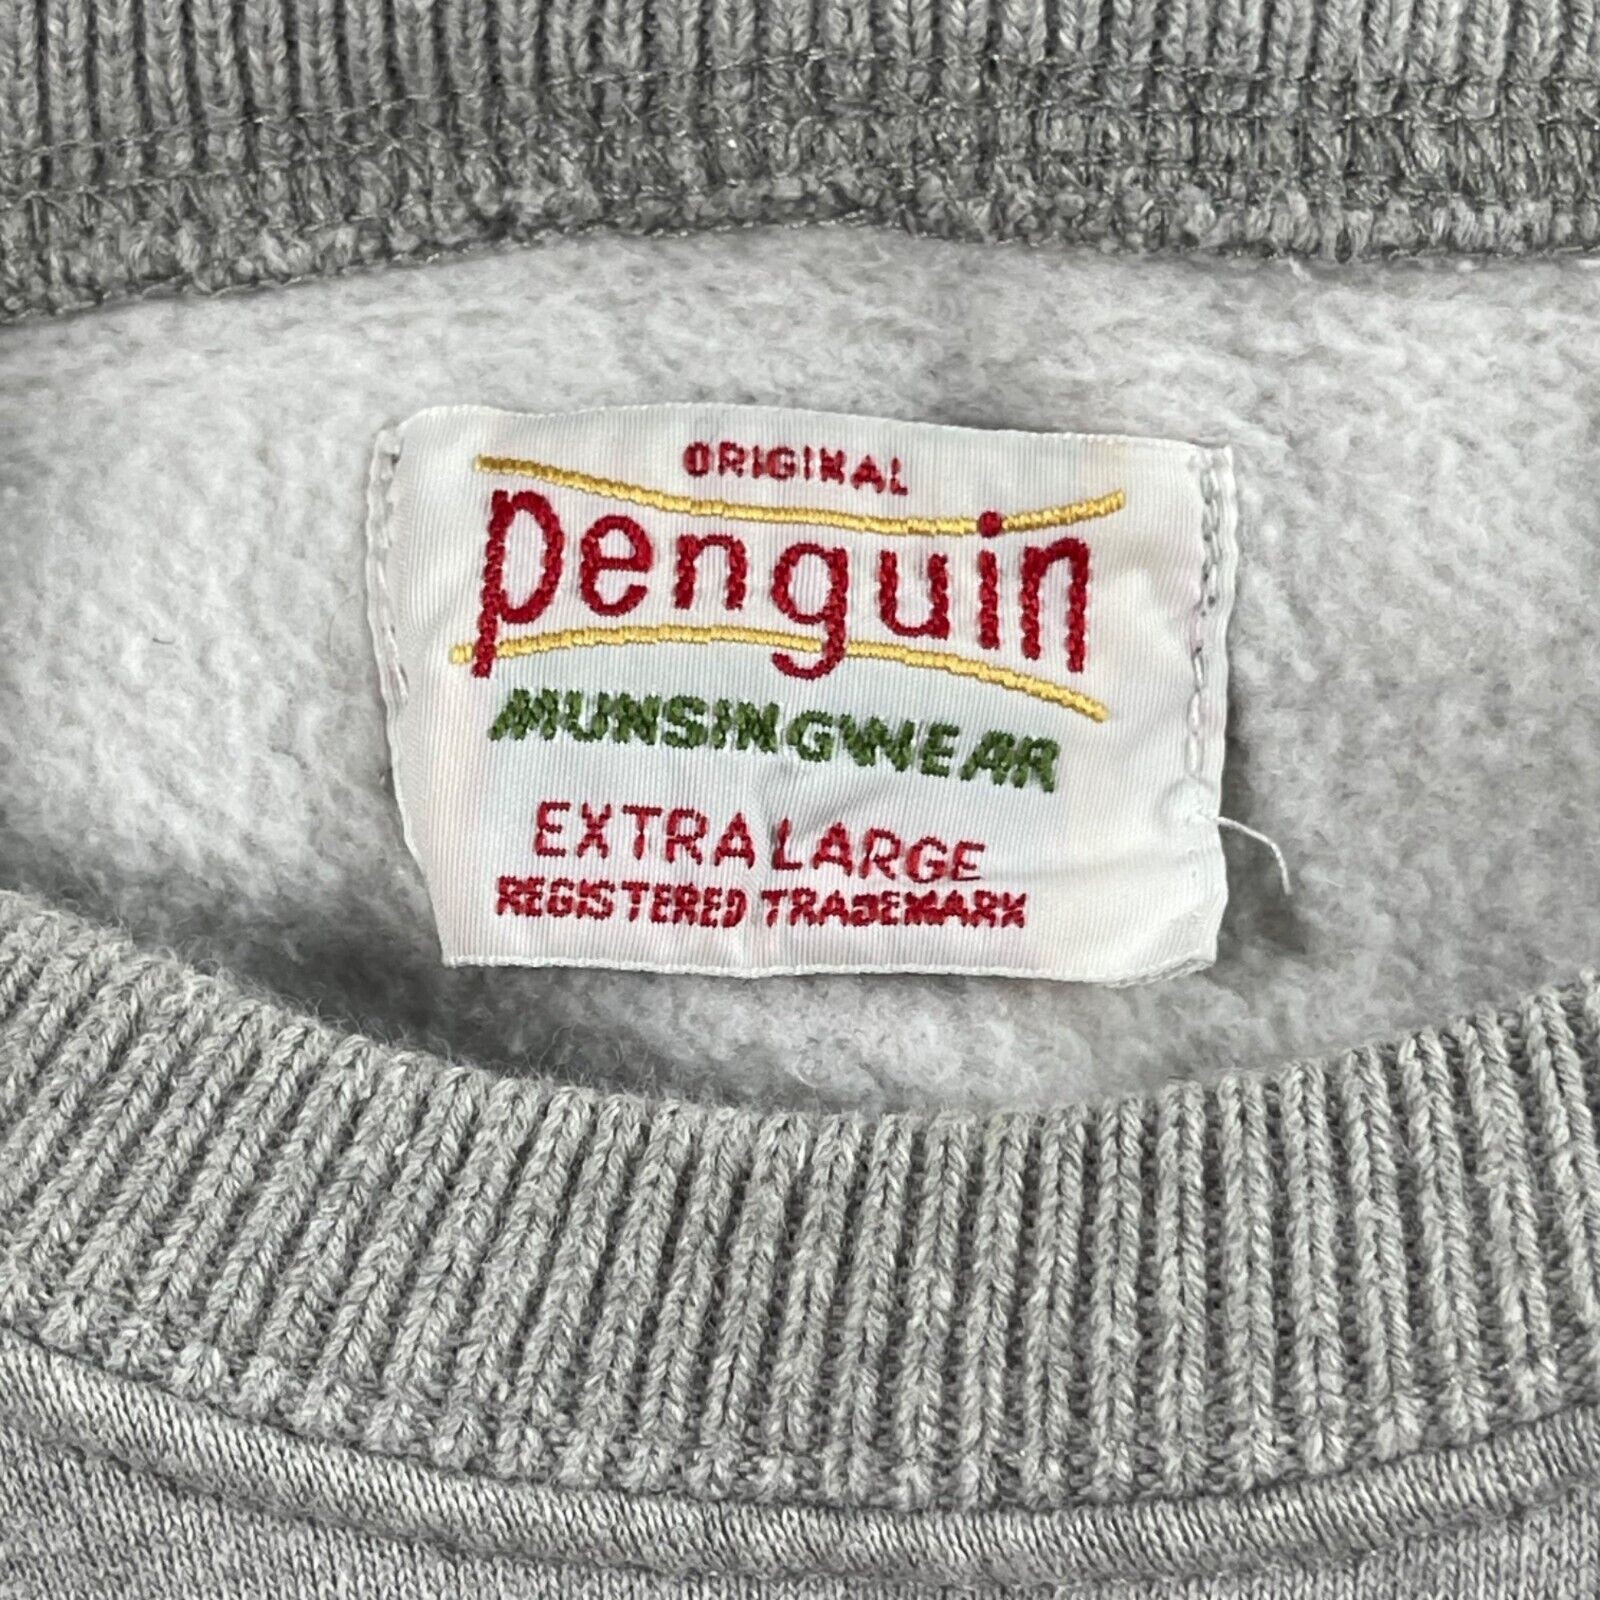 ORIGINAL
Penguin
MUNSINGWEAR
EXTRA LARGE
REGISTERED TRADEMARK